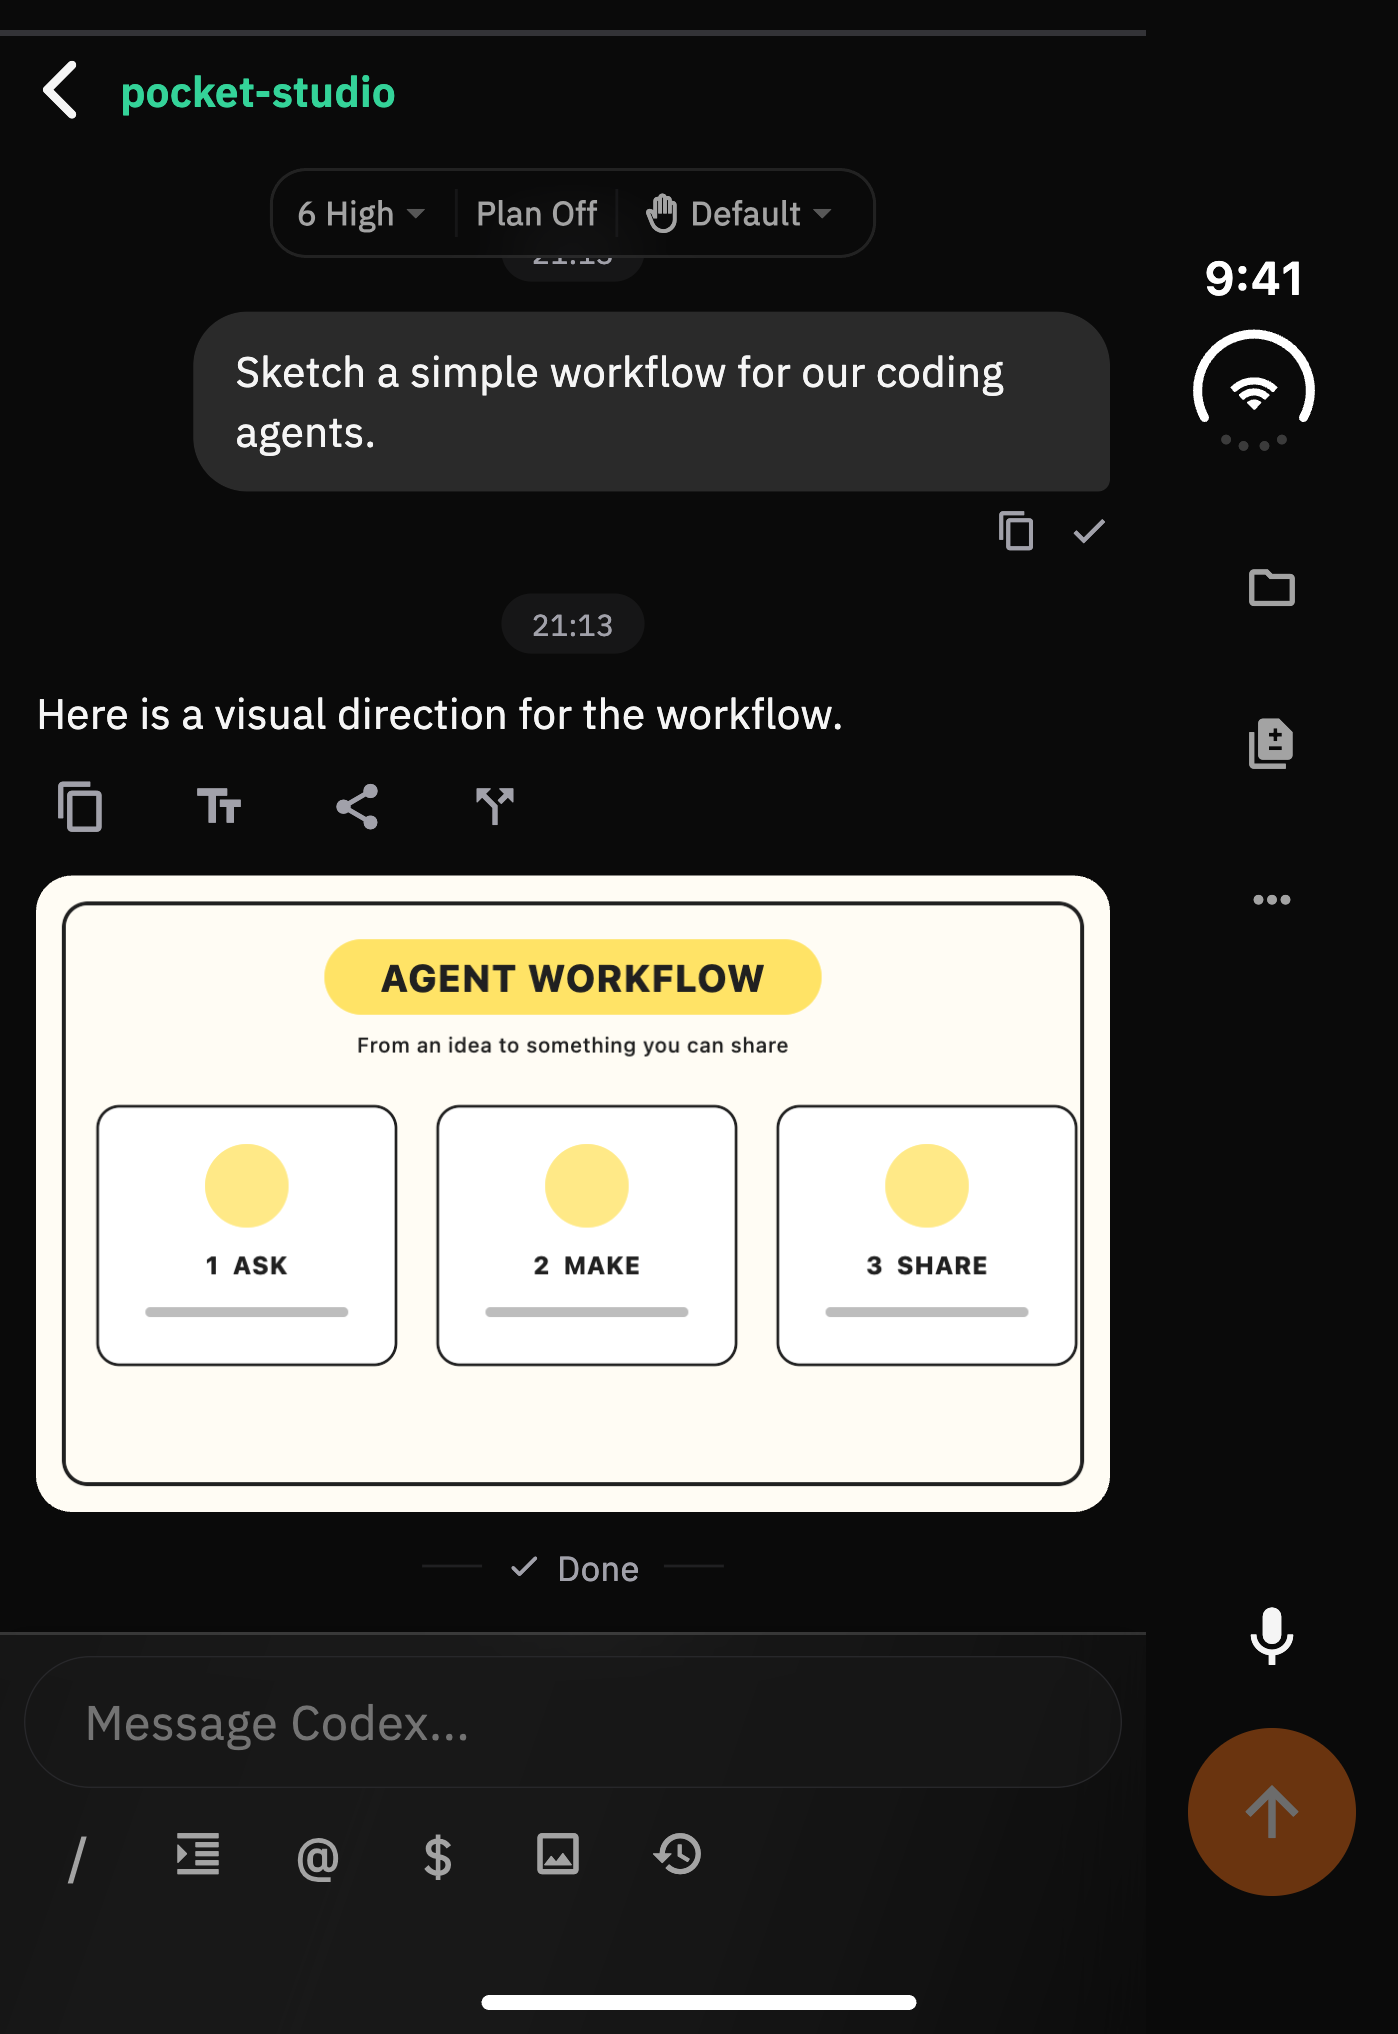 pocket-studio
6 High
Plan Off
Default
9:41
Sketch a simple workflow for our coding
agents.
21:13
Here is a visual direction for the workflow.
AGENT WORKFLOW
From an idea to something you can share
1 ASK
2 MAKE
3 SHARE
Done
Message Codex...
/
@
$